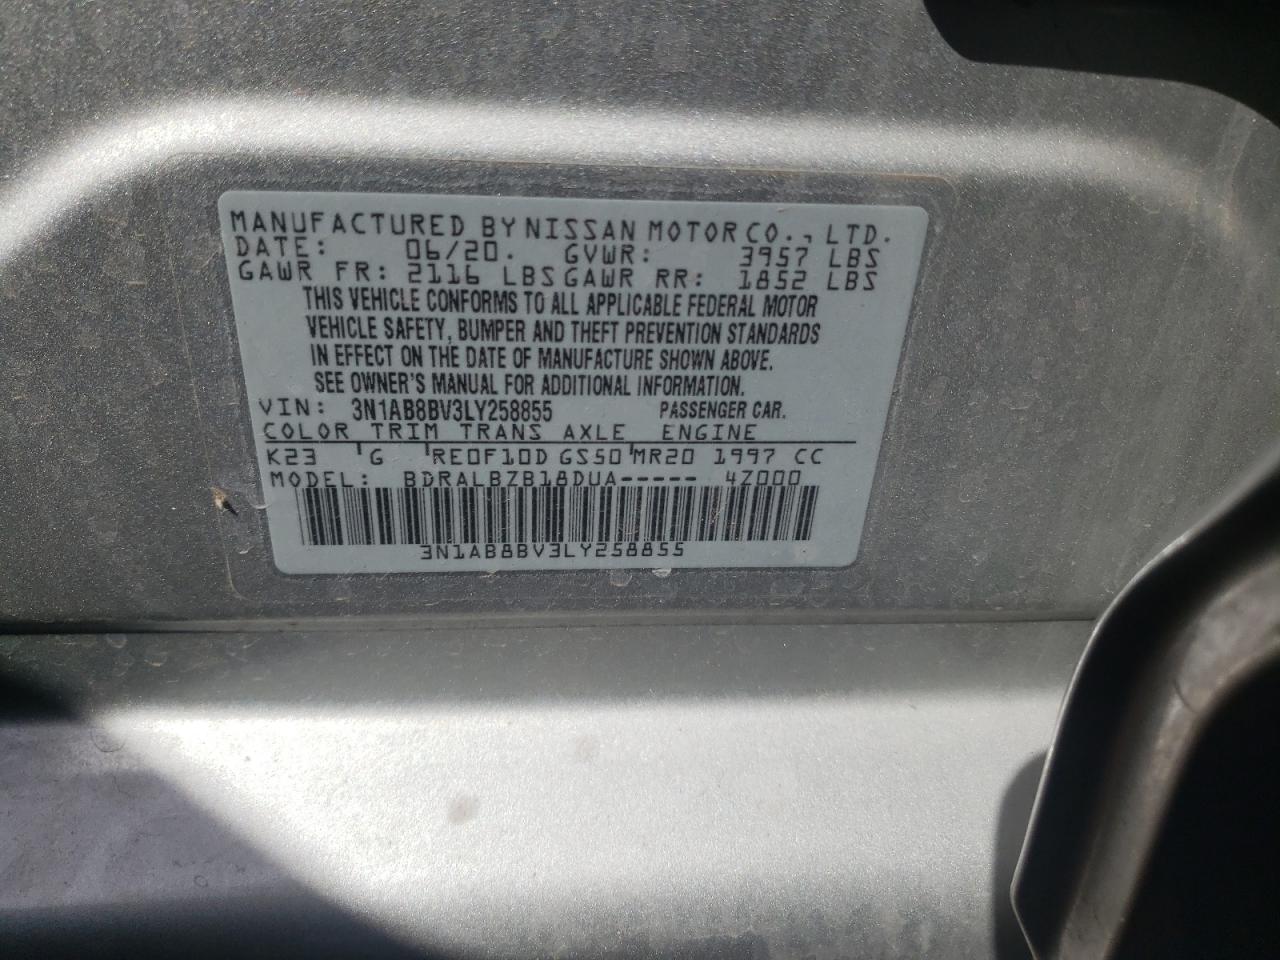 MANUFACTURED BY NISSAN MOTOR CO., LTD.
DATE: 06/20. GVWR: 3957 LBS
GAWR FR: 2116 LBS GAWR RR: 1852 LBS
THIS VEHICLE CONFORMS TO ALL APPLICABLE FEDERAL MOTOR
VEHICLE SAFETY, BUMPER AND THEFT PREVENTION STANDARDS
IN EFFECT ON THE DATE OF MANUFACTURE SHOWN ABOVE.
SEE OWNER'S MANUAL FOR ADDITIONAL INFORMATION.
VIN: 3N1AB8BV3LY258855 PASSENGER CAR.
COLOR TRIM TRANS AXLE ENGINE
K23 G RE0F10D GS50 MR20 1997 CC
MODEL: BDRALBZB18DUA----- 4Z000
3N1AB8BV3LY258855